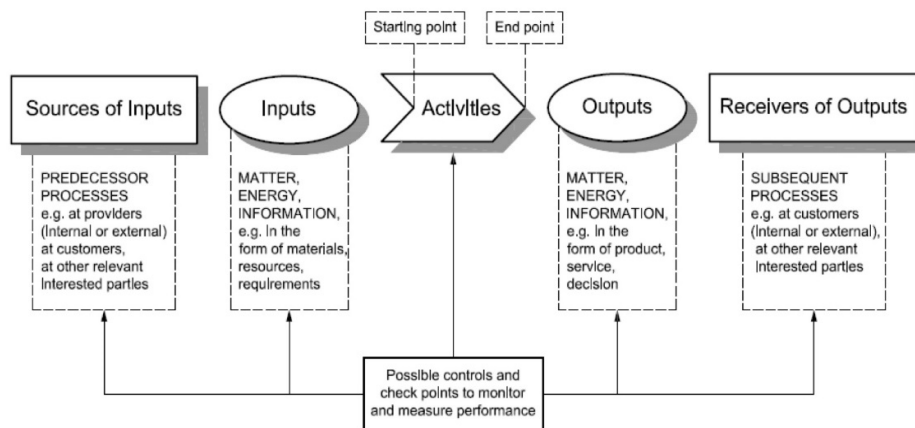 Starting point
End point
Sources of Inputs
Inputs
Activities
Outputs
Receivers of Outputs
PREDECESSOR
PROCESSES
e.g. at providers
(Internal or external)
at customers,
at other relevant
Interested parties
MATTER,
ENERGY,
INFORMATION,
e.g. In the
form of materials,
resources,
requirements
MATTER,
ENERGY,
INFORMATION,
e.g. In the
form of product,
service,
decision
SUBSEQUENT
PROCESSES
e.g. at customers
(Internal or external),
at other relevant
Interested parties
Possible controls and
check points to monitor
and measure performance